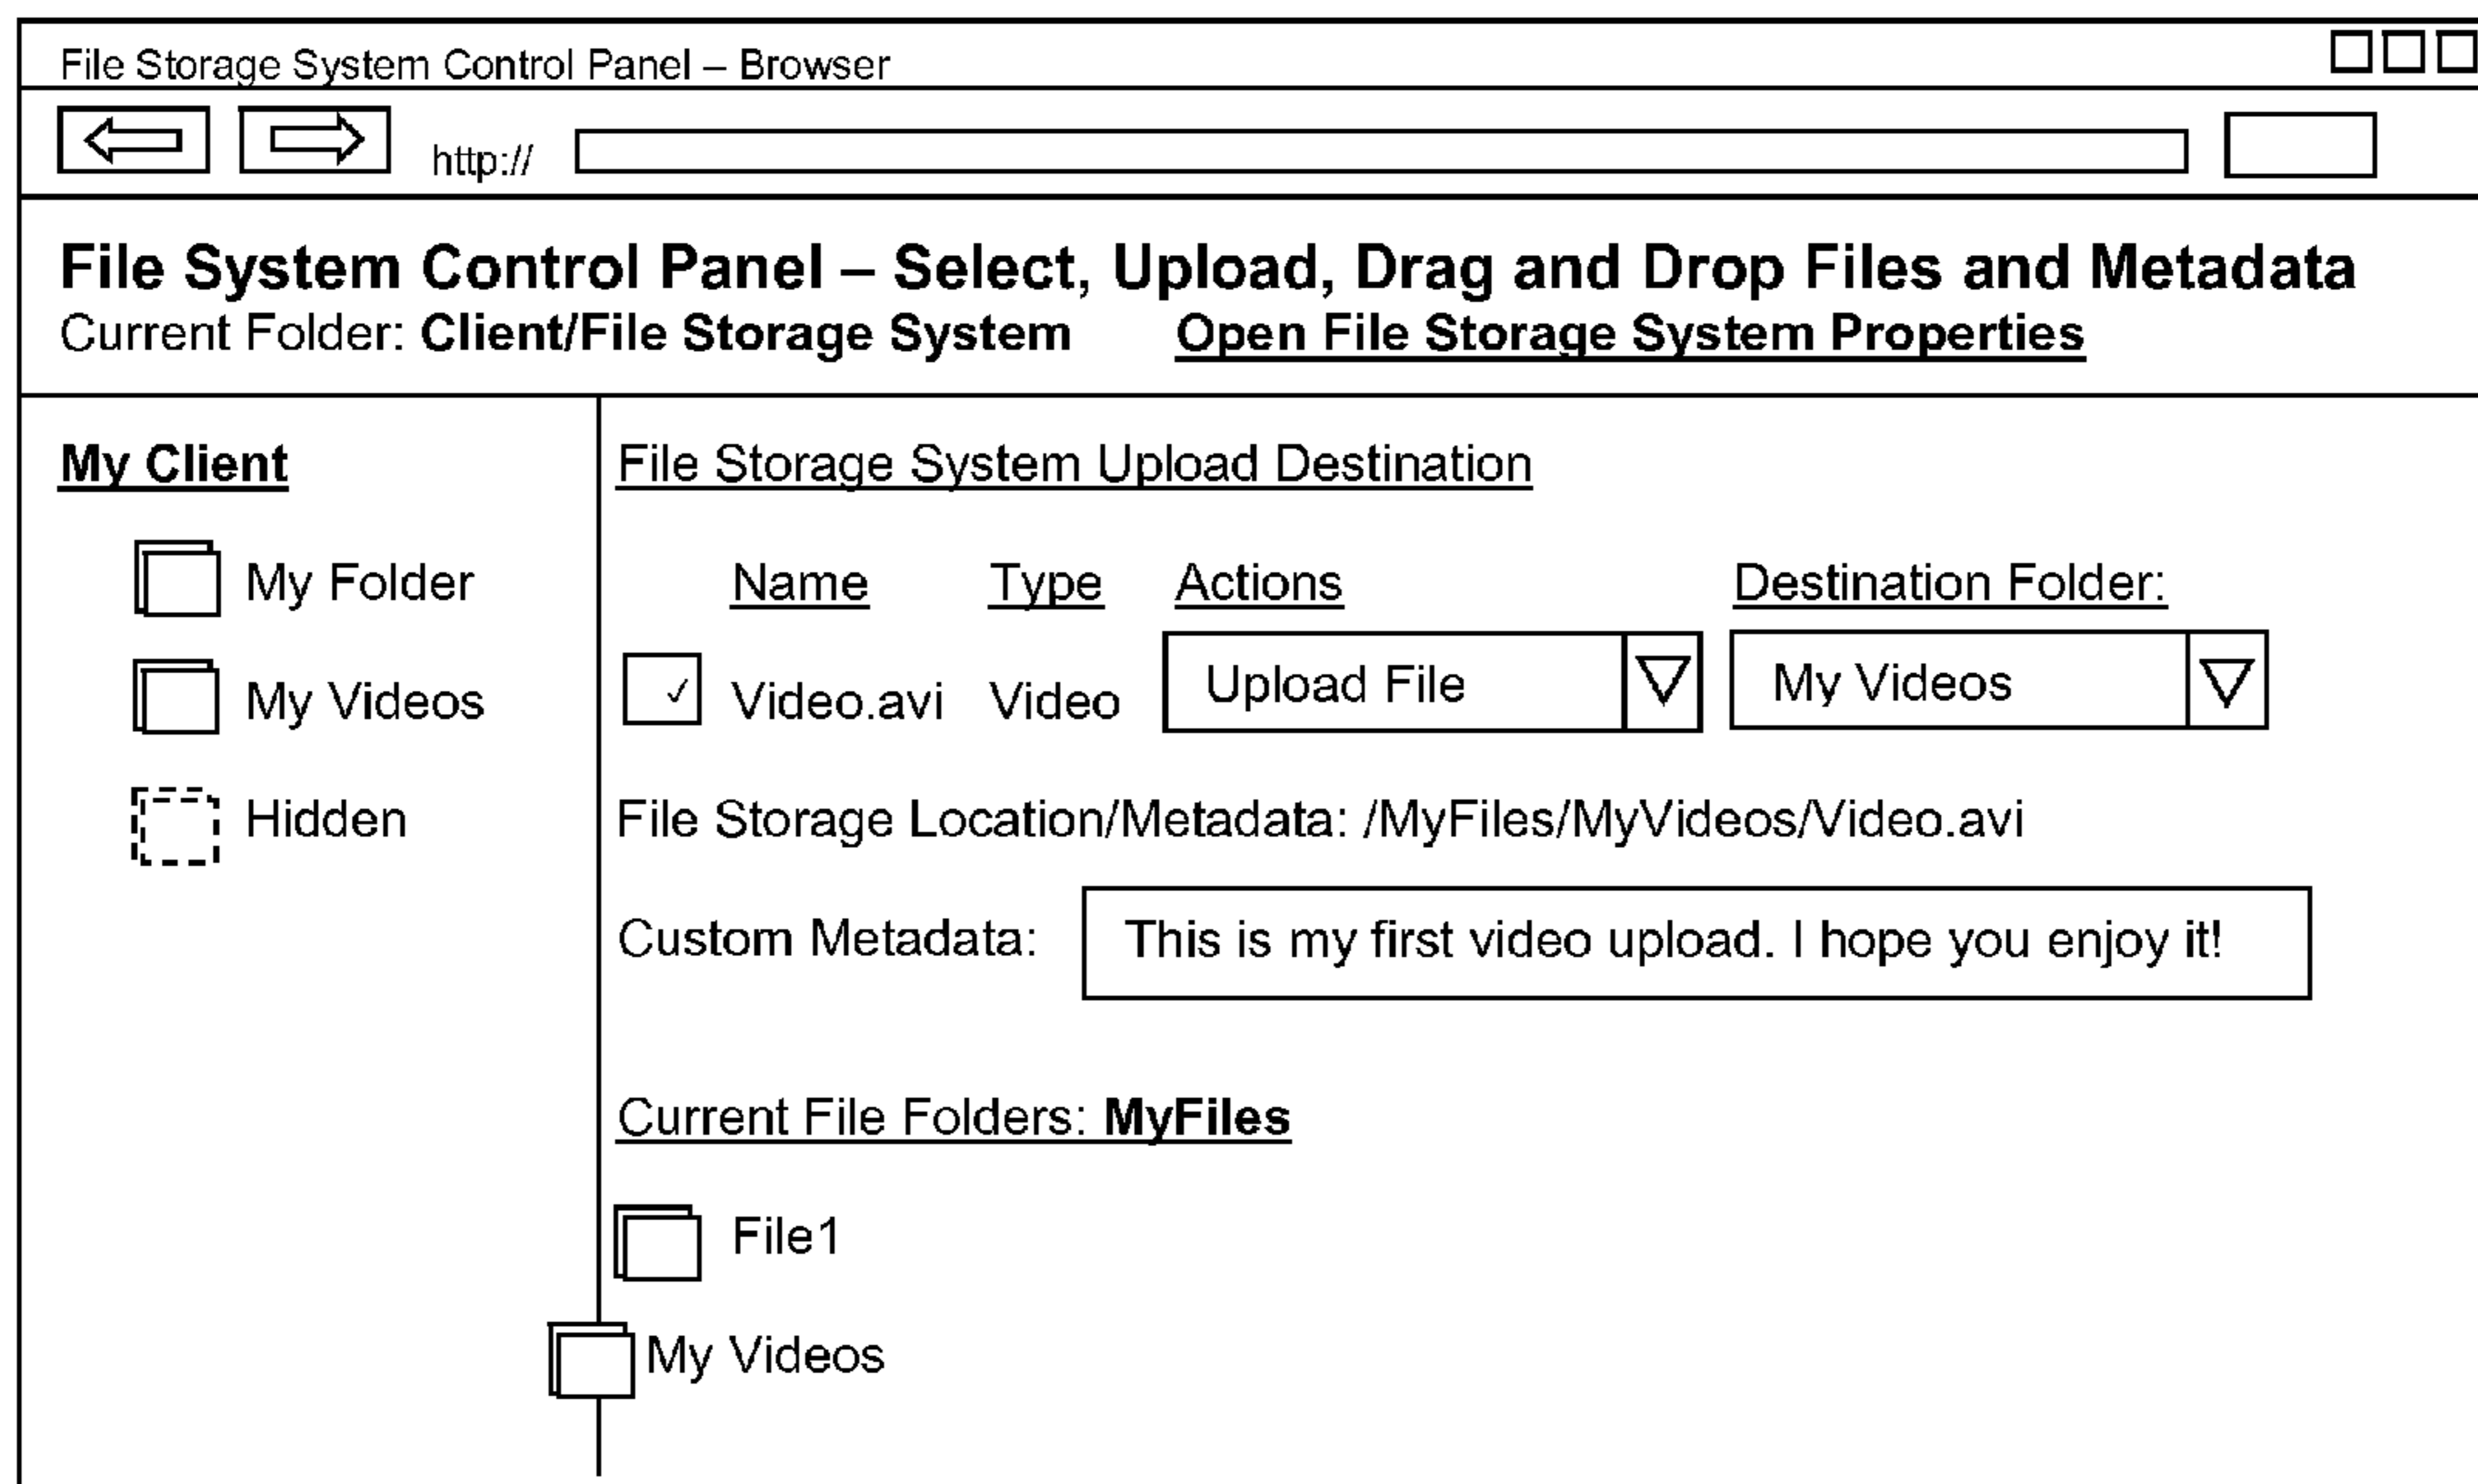 File Storage System Control Panel – Browser
http://
File System Control Panel – Select, Upload, Drag and Drop Files and Metadata
Current Folder: Client/File Storage System Open File Storage System Properties
My Client
My Folder
My Videos
Hidden
File Storage System Upload Destination
Name Type Actions Destination Folder:
✓ Video.avi Video Upload File My Videos
File Storage Location/Metadata: /MyFiles/MyVideos/Video.avi
Custom Metadata: This is my first video upload. I hope you enjoy it!
Current File Folders: MyFiles
File1
My Videos